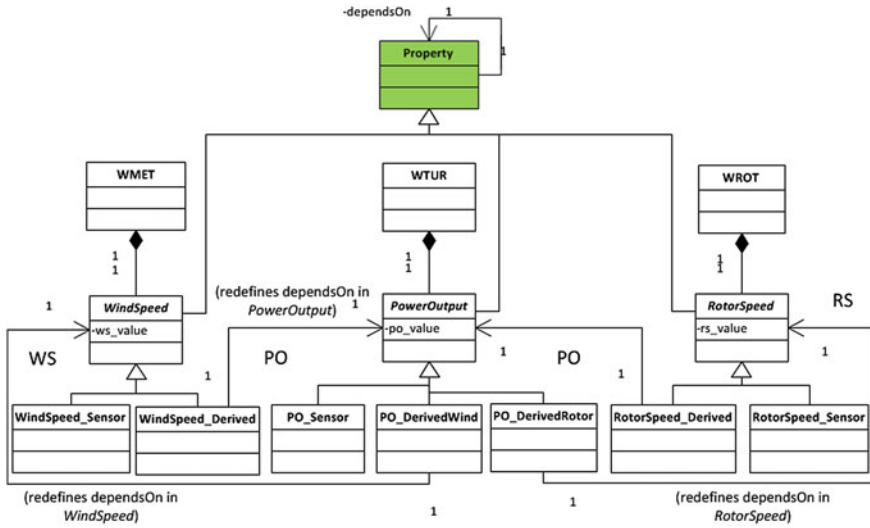 -dependsOn
1
Property
1
WMET
WTUR
WROT
1
1
1
1
1
1
1
WindSpeed
-ws_value
(redefines dependsOn in
PowerOutput)
1
PowerOutput
-po_value
RotorSpeed
-rs_value
RS
WS
1
PO
1
PO
1
1
WindSpeed_Sensor
WindSpeed_Derived
PO_Sensor
PO_DerivedWind
PO_DerivedRotor
RotorSpeed_Derived
RotorSpeed_Sensor
(redefines dependsOn in
WindSpeed)
1
1
(redefines dependsOn in
RotorSpeed)